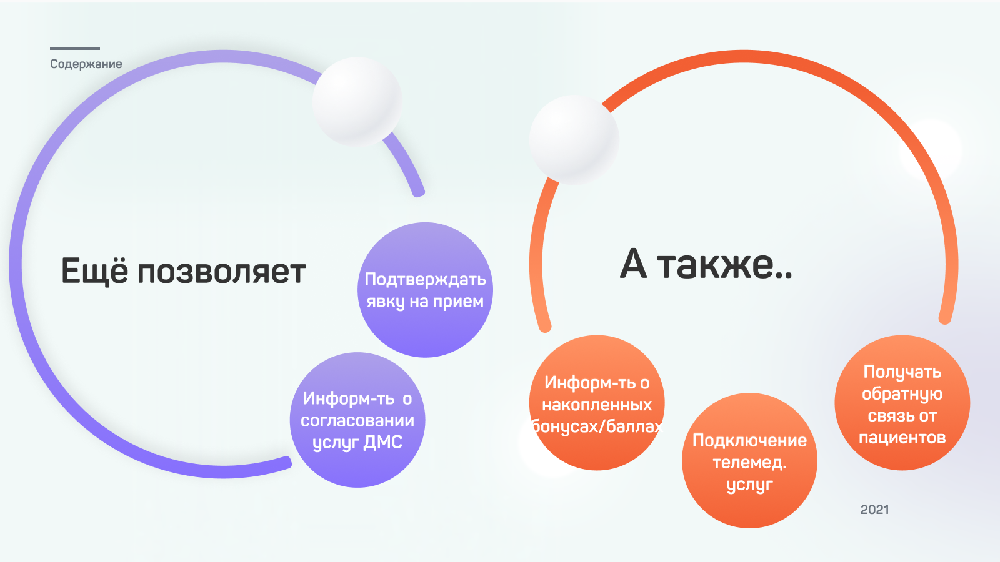 Содержание
Ещё позволяет
Подтверждать
явку на прием
Информ-ть о
согласовании
услуг ДМС
А также..
Информ-ть о
накопленных
бонусах/баллах
Подключение
телемед.
услуг
Получать
обратную
связь от
пациентов
2021